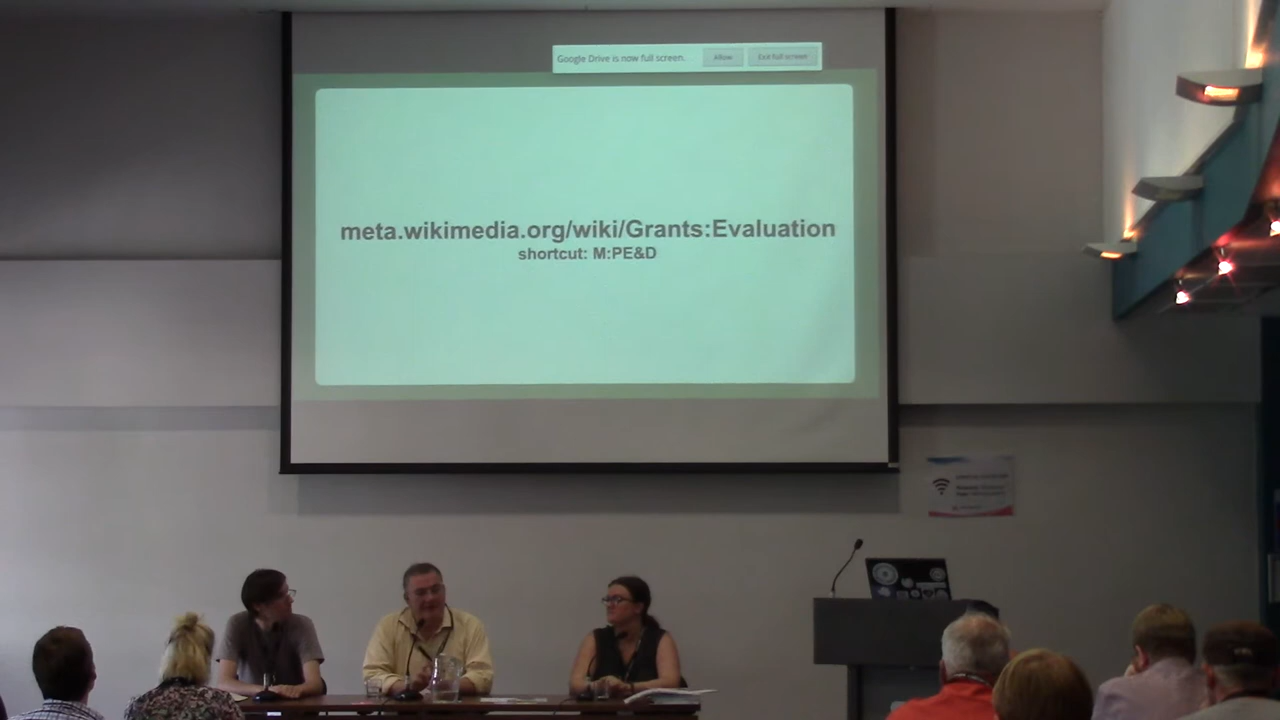 Google Drive is now full screen.
Allow
Exit full screen
meta.wikimedia.org/wiki/Grants:Evaluation
shortcut: M:PE&D